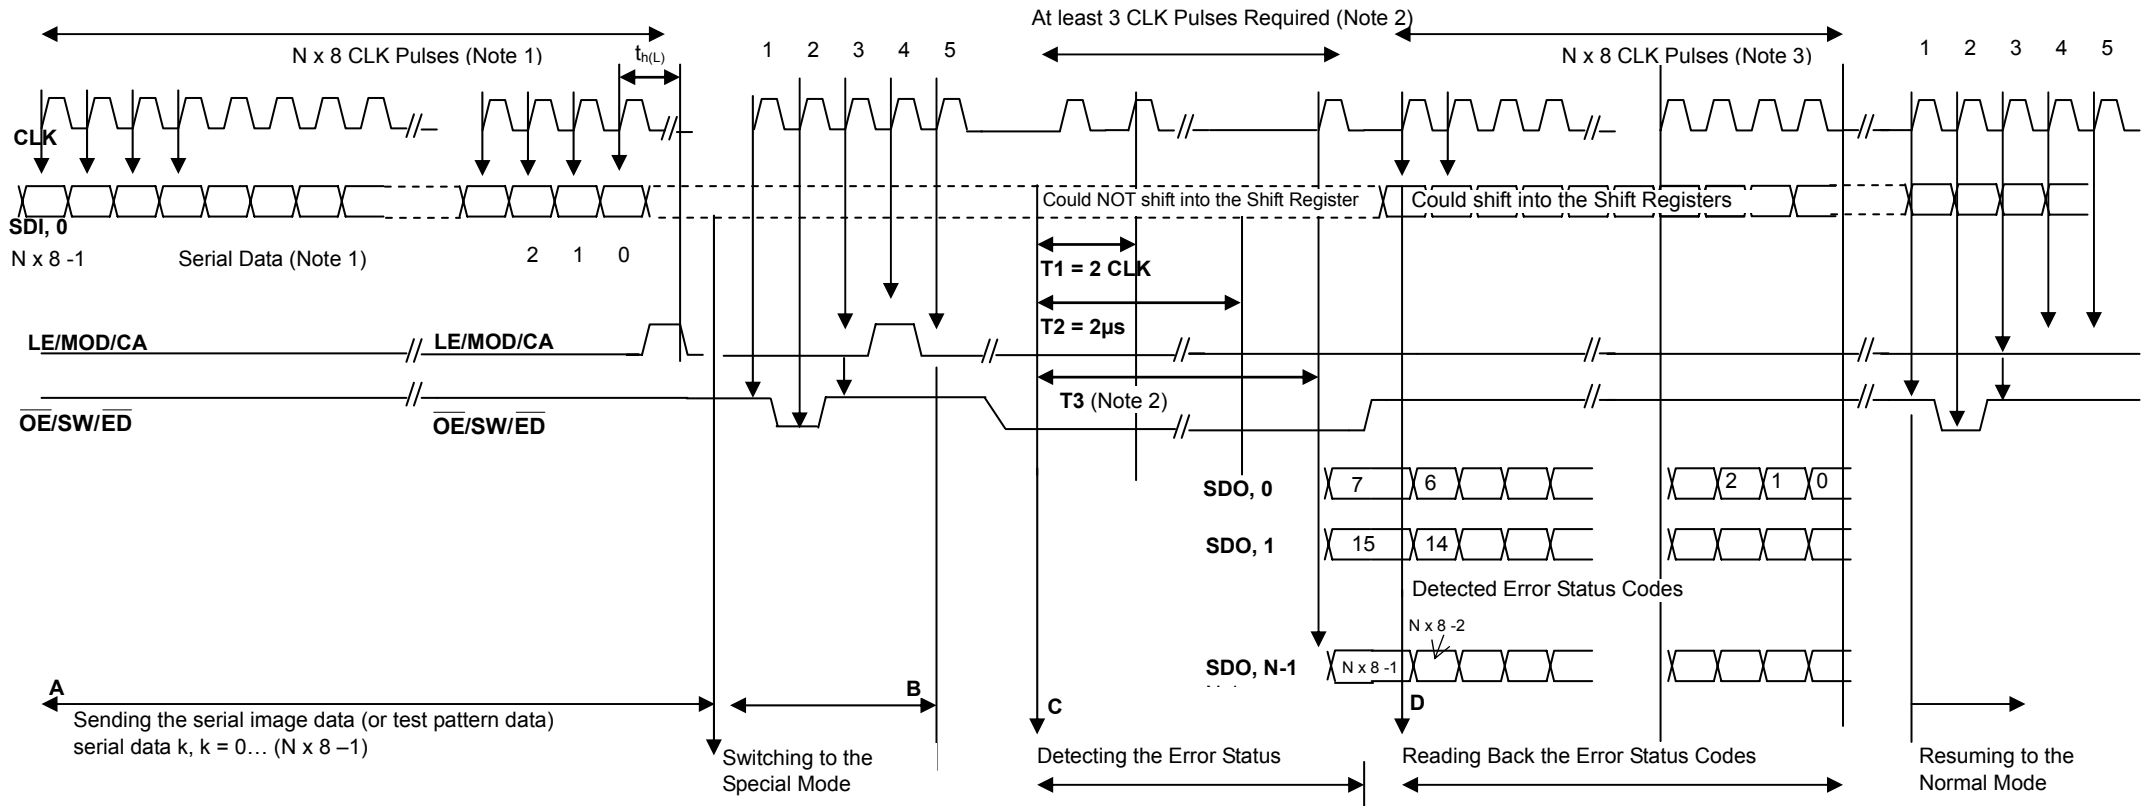 At least 3 CLK Pulses Required (Note 2)
N x 8 CLK Pulses (Note 1)
th(L)
1 2 3 4 5
N x 8 CLK Pulses (Note 3)
1 2 3 4 5
CLK
Could NOT shift into the Shift Register
Could shift into the Shift Registers
SDI, 0
N x 8 -1
Serial Data (Note 1)
2 1 0
T1 = 2 CLK
T2 = 2µs
LE/MOD/CA
LE/MOD/CA
T3 (Note 2)
OE/SW/ED
OE/SW/ED
SDO, 0
7 6
2 1 0
SDO, 1
15 14
Detected Error Status Codes
N x 8 -2
SDO, N-1
N x 8 -1
A
B
C
D
Sending the serial image data (or test pattern data)
serial data k, k = 0… (N x 8 –1)
Switching to the
Special Mode
Detecting the Error Status
Reading Back the Error Status Codes
Resuming to the
Normal Mode